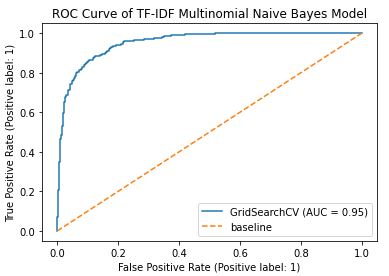 ROC Curve of TF-IDF Multinomial Naive Bayes Model
True Positive Rate (Positive label: 1)
1.0
0.8
0.6
0.4
0.2
0.0
GridSearchCV (AUC = 0.95)
baseline
0.0 0.2 0.4 0.6 0.8 1.0
False Positive Rate (Positive label: 1)